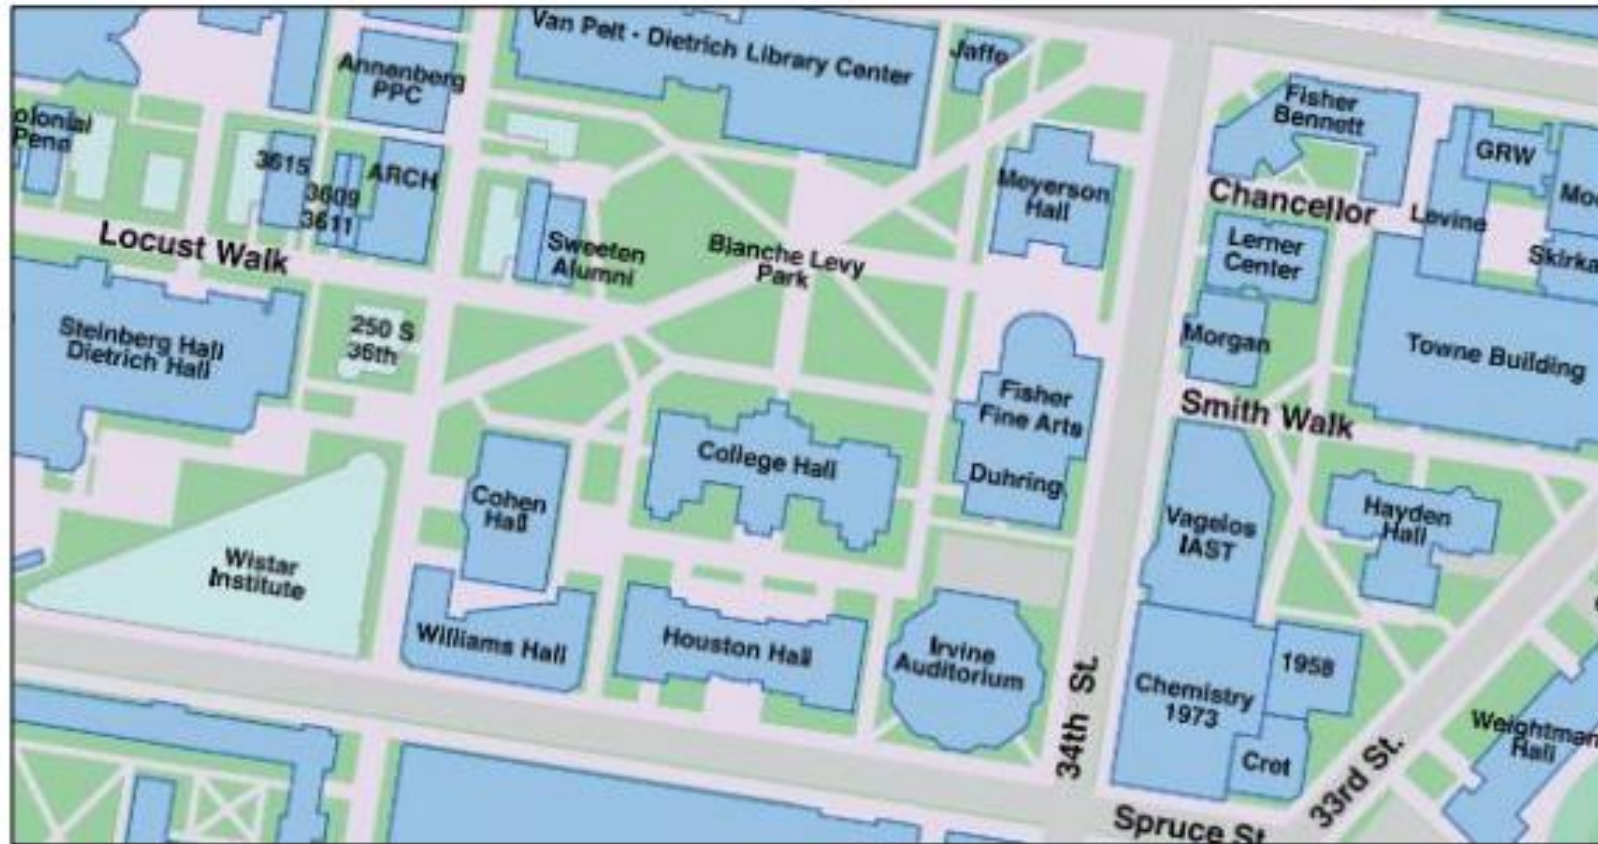 Van Pelt - Dietrich Library Center
Jaffe
Annenberg
PPC
Fisher
Bennett
GRW
olonial
Penn
3615
ARCH
3609
3611
Meyerson
Hall
Chancellor
Levine
Lerner
Center
Locust Walk
Sweeten
Alumni
Blanche Levy
Park
Steinberg Hall
Dietrich Hall
250 S
36th
Morgan
Towne Building
Fisher
Fine Arts
Smith Walk
College Hall
Duhring
Cohen
Hall
Vagelos
IAST
Hayden
Hall
Wistar
Institute
Williams Hall
Houston Hall
Irvine
Auditorium
1958
Chemistry
1973
Cret
34th St.
33rd St.
Weightman
Hall
Spruce St.